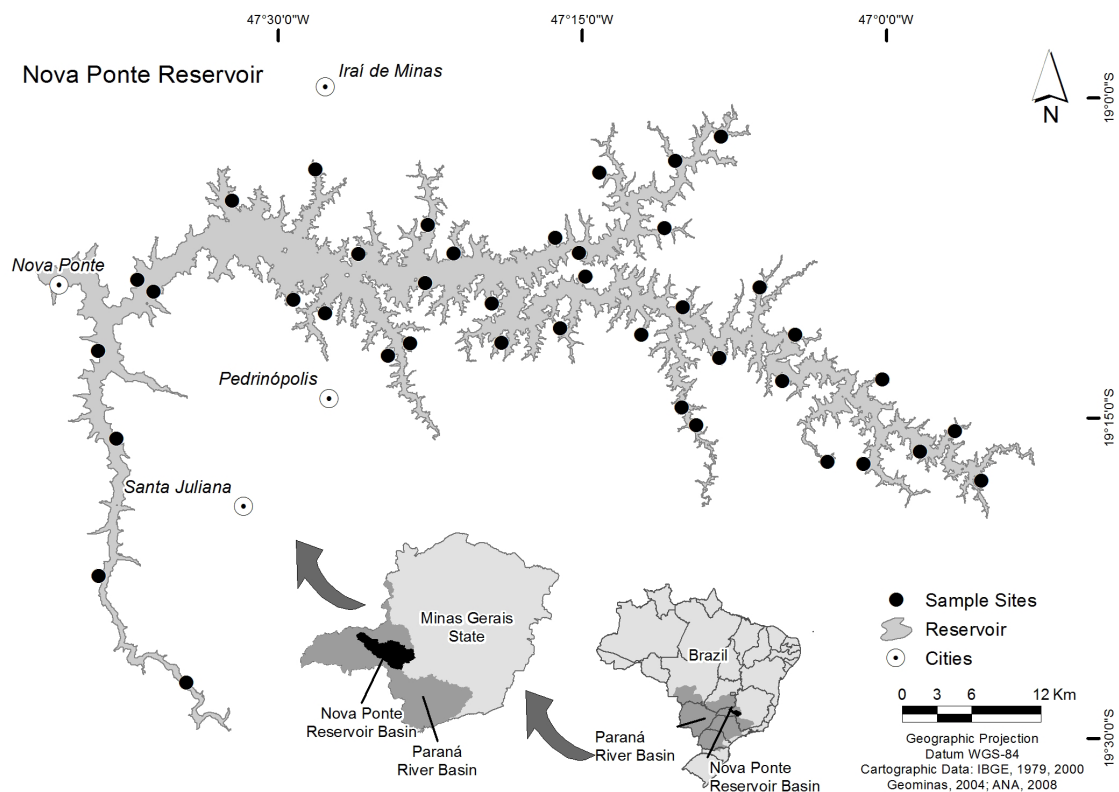 47°30'0"W
47°15'0"W
47°0'0"W
Nova Ponte Reservoir
Iraí de Minas
N
19°0'0"S
Nova Ponte
Pedrinópolis
19°15'0"S
Santa Juliana
Minas Gerais
State
Nova Ponte
Reservoir Basin
Paraná
River Basin
Brazil
Paraná
River Basin
Nova Ponte
Reservoir Basin
Sample Sites
Reservoir
Cities
0 3 6 12 Km
19°30'0"S
Geographic Projection
Datum WGS-84
Cartographic Data: IBGE, 1979, 2000
Geominas, 2004; ANA, 2008